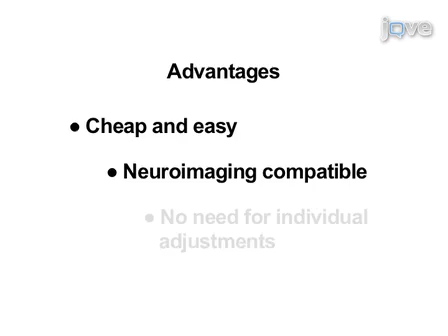 jove
Advantages
● Cheap and easy
● Neuroimaging compatible
● No need for individual
adjustments